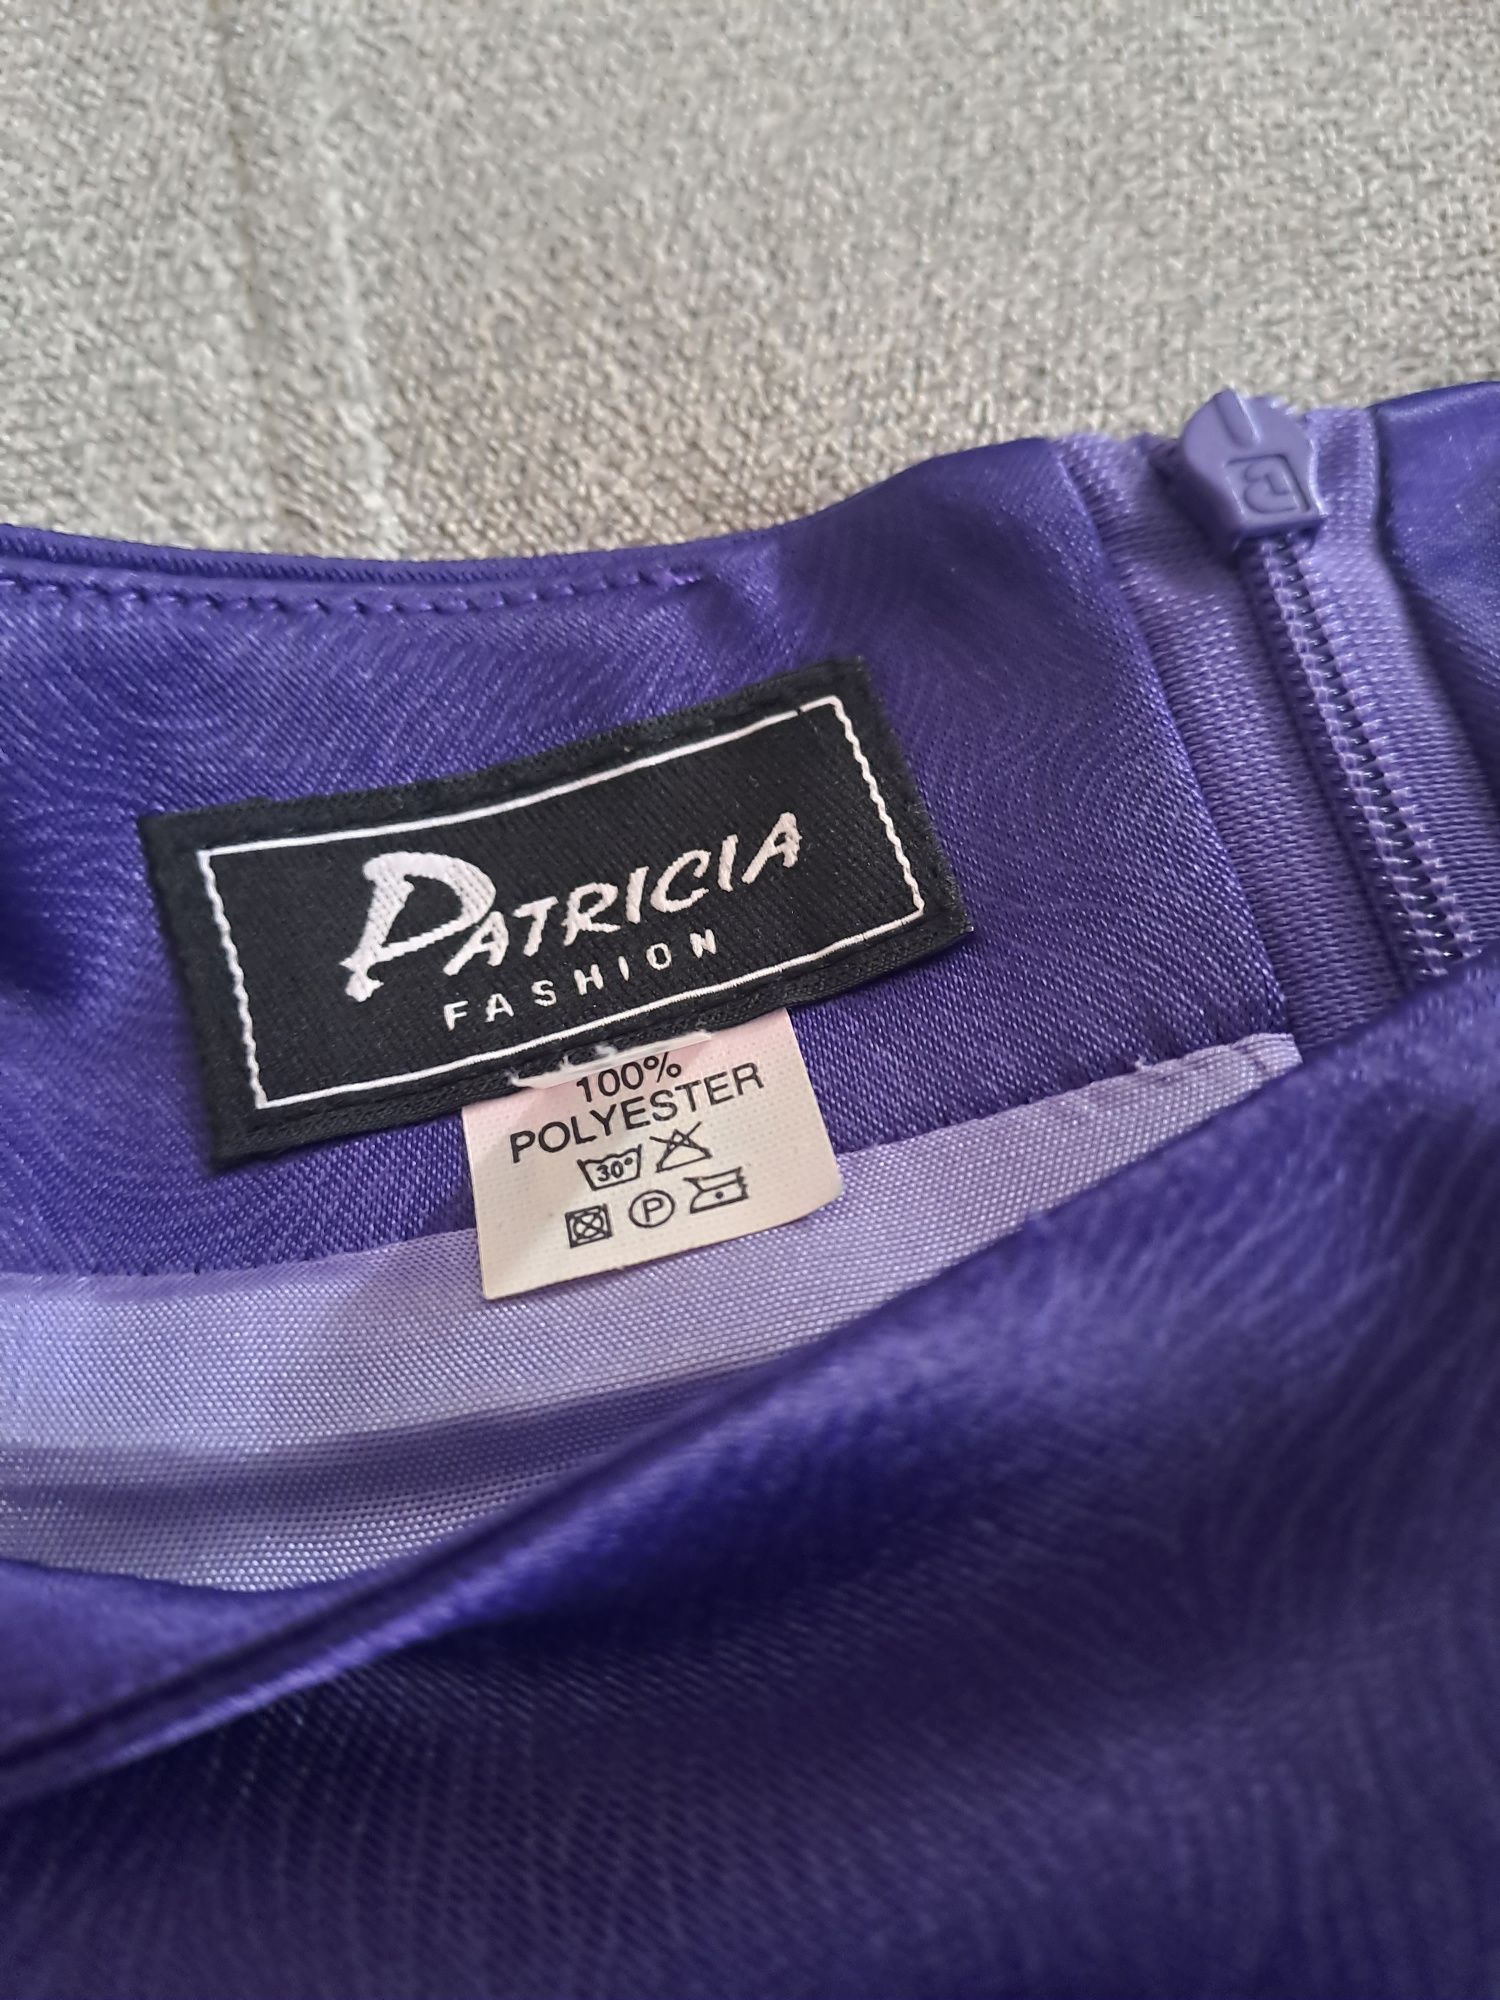 PATRICIA
FASHION
100%
POLYESTER
30°
P